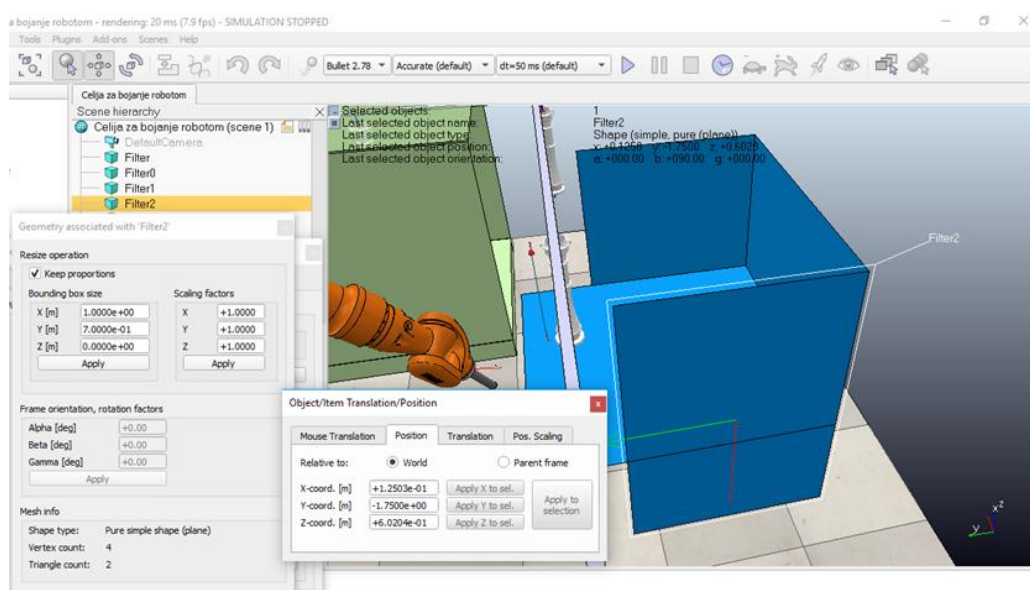 a bojanje robotom - rendering: 20 ms (7.9 fps) - SIMULATION STOPPED
Tools Plugins Add-ons Scenes Help
Bullet 2.78 Accurate (default) dt=50 ms (default)
Celija za bojanje robotom
Scene hierarchy
Celija za bojanje robotom (scene 1)
DefaultCamera
Filter
Filter0
Filter1
Filter2
Selected objects: 1
Last selected object name: Filter2
Last selected object type: Shape (simple, pure (plane))
Last selected object position: x: +0.1250 y: -1.7500 z: +0.6020
Last selected object orientation: a: +000.00 b: +090.00 g: +000.00
Filter2
Geometry associated with 'Filter2'
Resize operation
Keep proportions
Bounding box size Scaling factors
X [m] 1.0000e+00 X +1.0000
Y [m] 7.0000e-01 Y +1.0000
Z [m] 0.0000e+00 Z +1.0000
Apply Apply
Frame orientation, rotation factors
Alpha [deg] +0.00
Beta [deg] +0.00
Gamma [deg] +0.00
Apply
Mesh info
Shape type: Pure simple shape (plane)
Vertex count: 4
Triangle count: 2
Object/Item Translation/Position
x
Mouse Translation Position Translation Pos. Scaling
Relative to: World Parent frame
X-coord. [m] +1.2503e-01 Apply X to sel.
Y-coord. [m] -1.7500e+00 Apply Y to sel.
Z-coord. [m] +6.0204e-01 Apply Z to sel.
Apply to
selection
x z
y